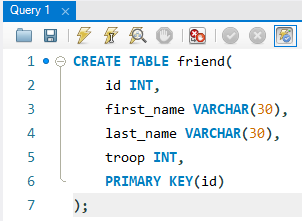 Query 1
1 CREATE TABLE friend(
2 id INT,
3 first_name VARCHAR(30),
4 last_name VARCHAR(30),
5 troop INT,
6 PRIMARY KEY(id)
7 );